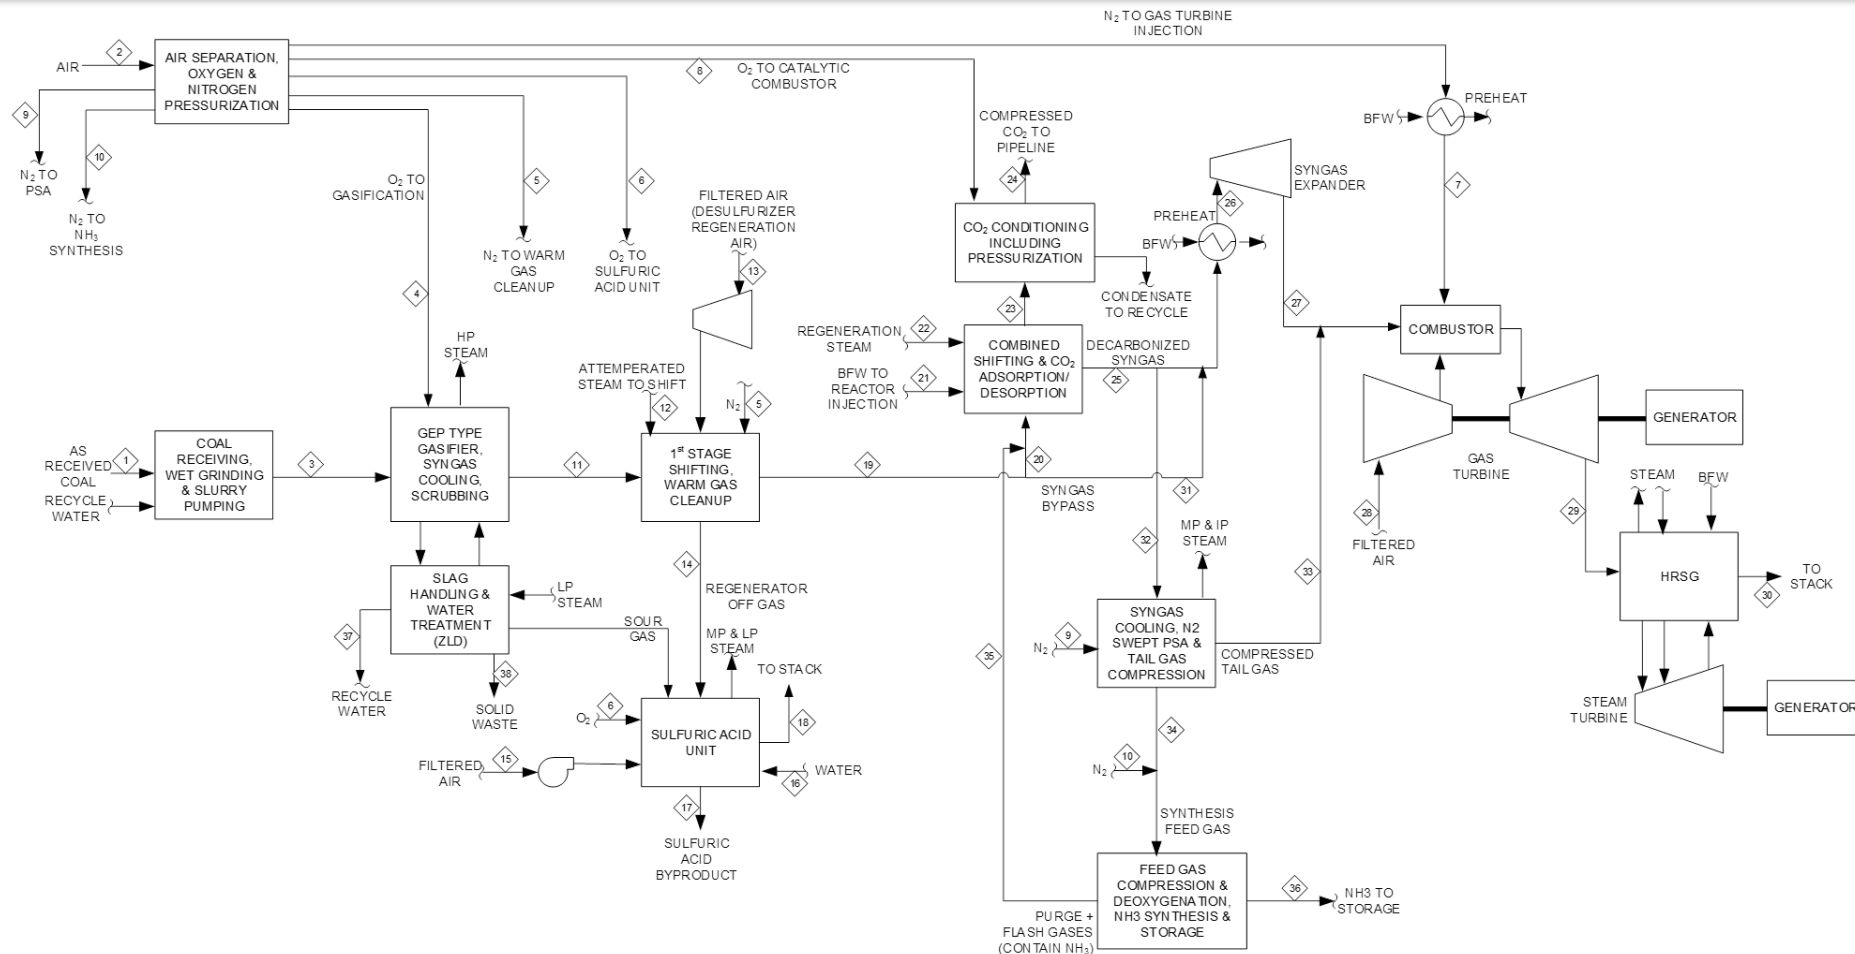 N₂ TO GAS TURBINE
INJECTION
2
AIR
AIR SEPARATION,
OXYGEN &
NITROGEN
PRESSURIZATION
8
O₂ TO CATALYTIC
COMBUSTOR
9
N₂ TO
PSA
10
N₂ TO
NH₃
SYNTHESIS
O₂ TO
GASIFICATION
4
5
N₂ TO WARM
GAS
CLEANUP
6
O₂ TO
SULFURIC
ACID UNIT
FILTERED AIR
(DESULFURIZER
REGENERATION
AIR)
13
COMPRESSED
CO₂ TO
PIPELINE
24
CO₂ CONDITIONING
INCLUDING
PRESSURIZATION
CONDENSATE
TO RECYCLE
23
PREHEAT
BFW
26
SYNGAS
EXPANDER
BFW
PREHEAT
7
27
COMBUSTOR
HP
STEAM
ATTEMPERATED
STEAM TO SHIFT
12
N₂
5
REGENERATION
STEAM
22
BFW TO
REACTOR
INJECTION
21
COMBINED
SHIFTING & CO₂
ADSORPTION/
DESORPTION
DECARBONIZED
SYNGAS
25
AS
RECEIVED
COAL
1
RECYCLE
WATER
COAL
RECEIVING,
WET GRINDING
& SLURRY
PUMPING
3
GEP TYPE
GASIFIER,
SYNGAS
COOLING,
SCRUBBING
11
1st STAGE
SHIFTING,
WARM GAS
CLEANUP
19
20
SYNGAS
BYPASS
31
GAS
TURBINE
GENERATOR
28
FILTERED
AIR
29
STEAM
BFW
HRSG
30
TO
STACK
SLAG
HANDLING &
WATER
TREATMENT
(ZLD)
LP
STEAM
37
RECYCLE
WATER
38
SOLID
WASTE
SOUR
GAS
14
REGENERATOR
OFF GAS
MP & LP
STEAM
TO STACK
18
O₂
6
FILTERED
AIR
15
SULFURIC ACID
UNIT
WATER
16
17
SULFURIC
ACID
BYPRODUCT
32
MP & IP
STEAM
33
35
N₂
9
SYNGAS
COOLING, N2
SWEPT PSA &
TAIL GAS
COMPRESSION
COMPRESSED
TAIL GAS
34
N₂
10
SYNTHESIS
FEED GAS
STEAM
TURBINE
GENERATOR
FEED GAS
COMPRESSION &
DEOXYGENATION,
NH3 SYNTHESIS &
STORAGE
36
NH3 TO
STORAGE
PURGE +
FLASH GASES
(CONTAIN NH₃)